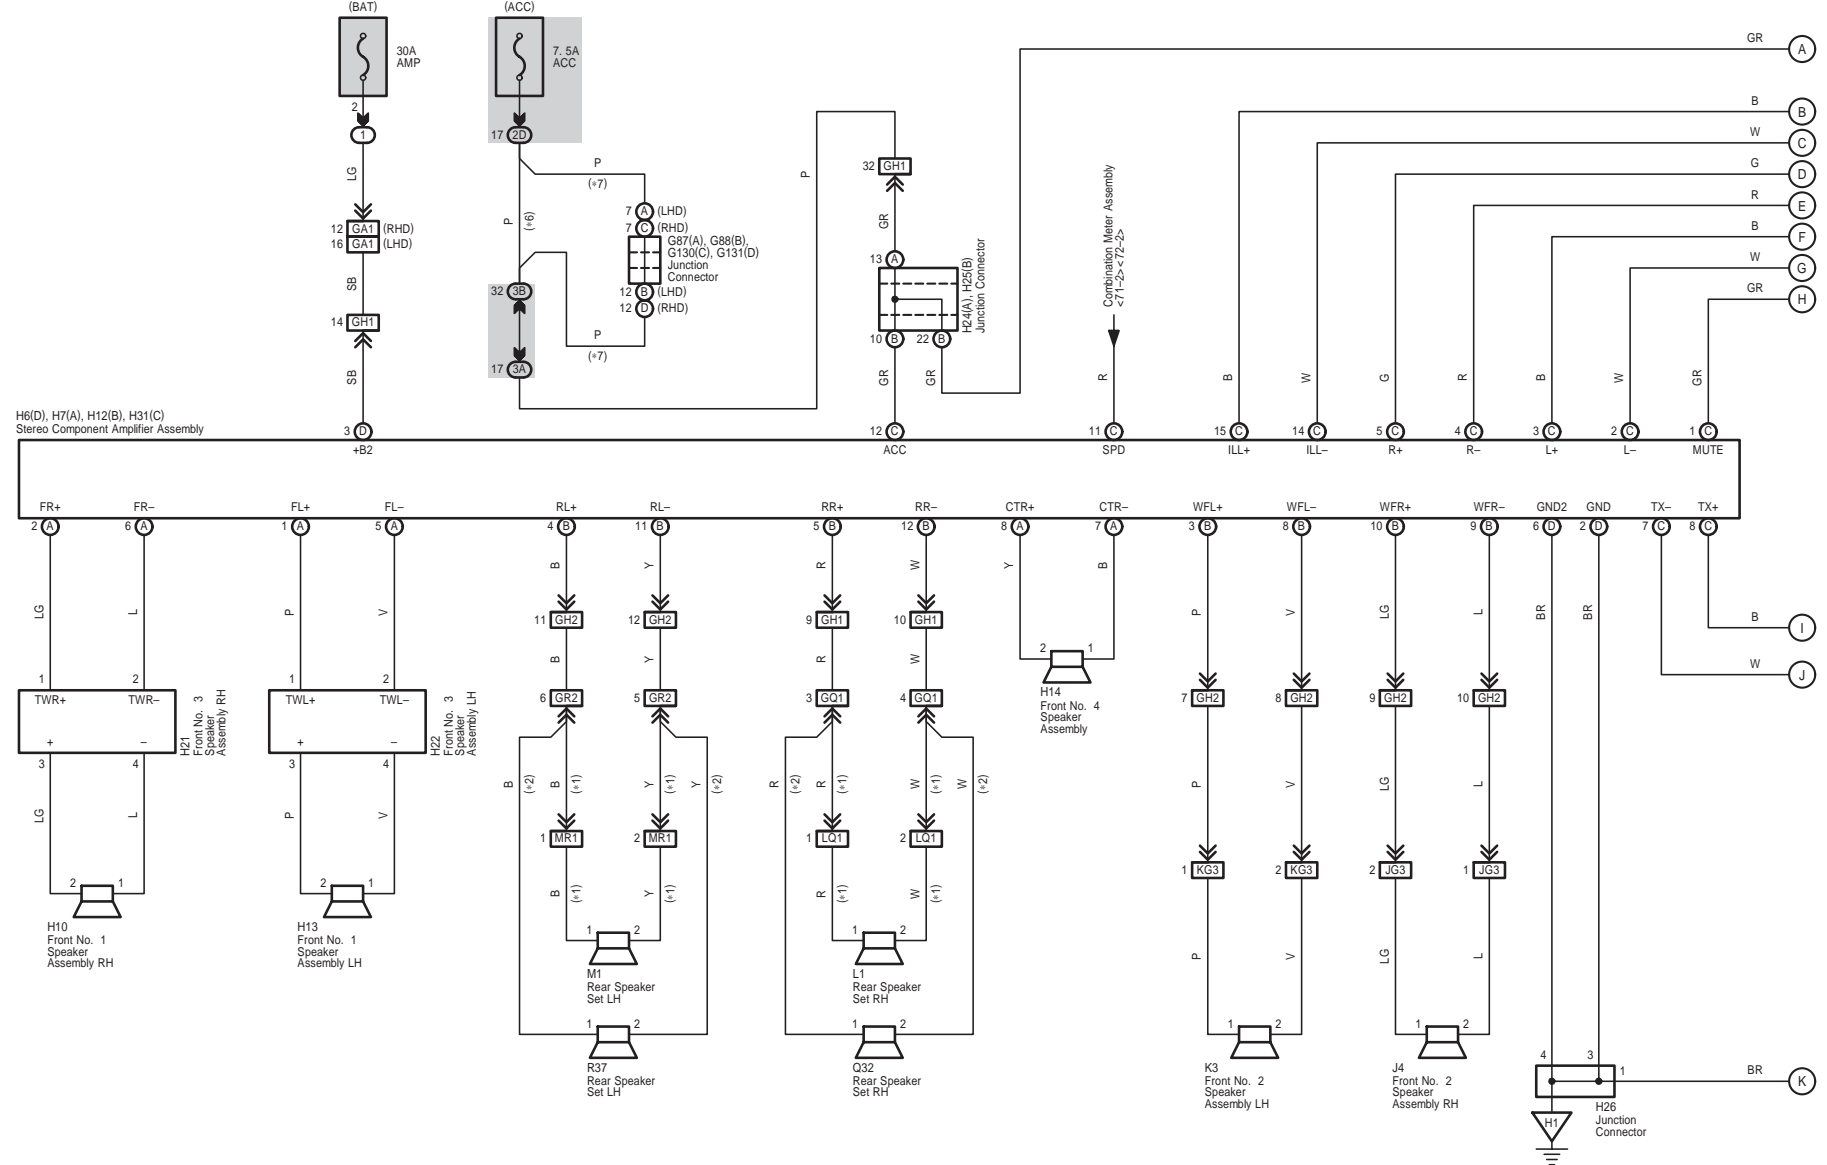 (BAT)
(ACC)
30A
AMP
7. 5A
ACC
GR
A
2
1
17 2D
B
B
W
C
G
D
R
E
B
F
W
G
GR
H
LG
P
(*7)
P
32 GH1
GR
12 GA1 (RHD)
16 GA1 (LHD)
P
(*6)
7 A (LHD)
7 C (RHD)
G87(A), G88(B),
G130(C), G131(D)
Junction
Connector
12 B (LHD)
12 D (RHD)
13 A
H24(A), H25(B)
Junction Connector
Combination Meter Assembly
<71–2><72–2>
SB
32 3B
14 GH1
P
(*7)
10 B
22 B
17 3A
SB
GR
GR
R
B
W
G
R
B
W
GR
H6(D), H7(A), H12(B), H31(C)
Stereo Component Amplifier Assembly
3 D
12 C
11 C
15 C
14 C
5 C
4 C
3 C
2 C
1 C
+B2
ACC
SPD
ILL+
ILL–
R+
R–
L+
L–
MUTE
FR+
FR–
FL+
FL–
RL+
RL–
RR+
RR–
CTR+
CTR–
WFL+
WFL–
WFR+
WFR–
GND2
GND
TX–
TX+
2 A
6 A
1 A
5 A
4 B
11 B
5 B
12 B
8 A
7 A
3 B
8 B
10 B
9 B
6 D
2 D
7 C
8 C
B
Y
R
W
Y
B
LG
L
P
V
11 GH2
12 GH2
9 GH1
10 GH1
P
V
LG
L
BR
BR
B
I
B
Y
R
W
2
1
W
J
1
2
1
2
6 GR2
5 GR2
3 GQ1
4 GQ1
H14
Front No. 4
Speaker
Assembly
7 GH2
8 GH2
9 GH2
10 GH2
TWR+
TWR–
TWL+
TWL–
+
–
+
–
H21
Front No. 3
Speaker
Assembly RH
H22
Front No. 3
Speaker
Assembly LH
3
4
3
4
B
(*2)
B
(*1)
Y
(*1)
Y
(*2)
R
(*2)
R
(*1)
W
(*1)
W
(*2)
P
V
LG
L
LG
L
P
V
1 MR1
2 MR1
1 LQ1
2 LQ1
1 KG3
2 KG3
2 JG3
1 JG3
2
1
2
1
B
(*1)
Y
(*1)
R
(*1)
W
(*1)
H10
Front No. 1
Speaker
Assembly RH
H13
Front No. 1
Speaker
Assembly LH
1
2
1
2
P
V
LG
L
M1
Rear Speaker
Set LH
L1
Rear Speaker
Set RH
1
2
1
2
1
2
1
2
R37
Rear Speaker
Set LH
Q32
Rear Speaker
Set RH
K3
Front No. 2
Speaker
Assembly LH
J4
Front No. 2
Speaker
Assembly RH
4
3
1
BR
K
H26
Junction
Connector
H1